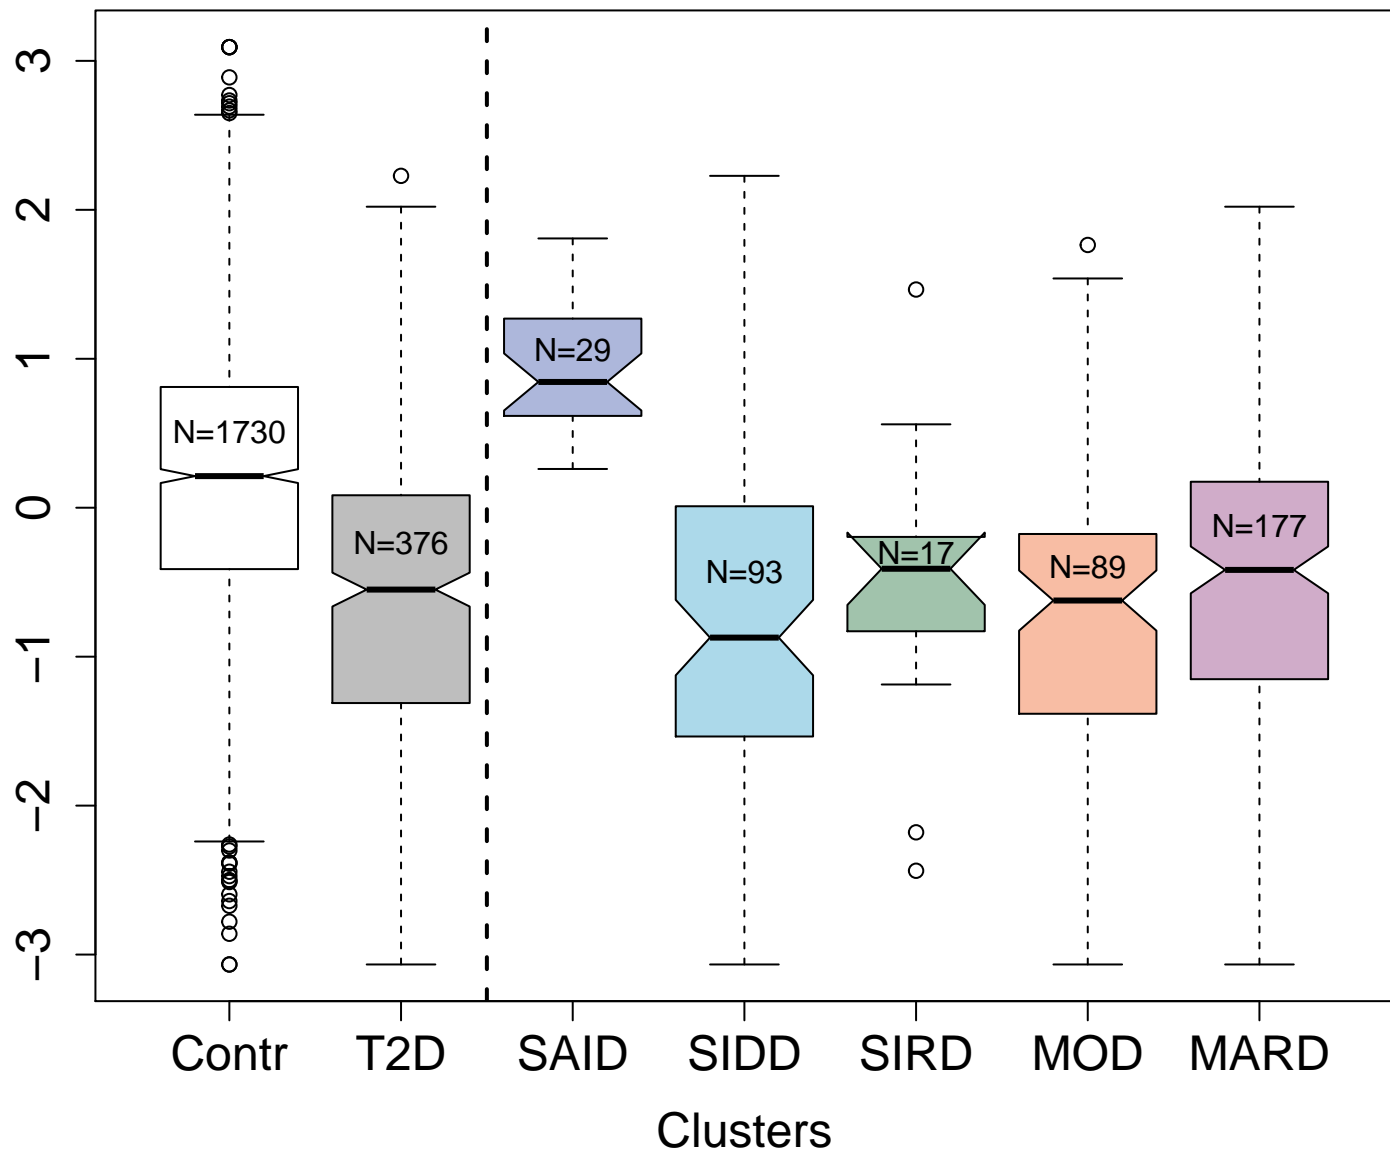 3
2
1
0
−1
−2
−3
N=1730
N=376
N=29
N=93
N=17
N=89
N=177
Contr T2D SAID SIDD SIRD MOD MARD
Clusters